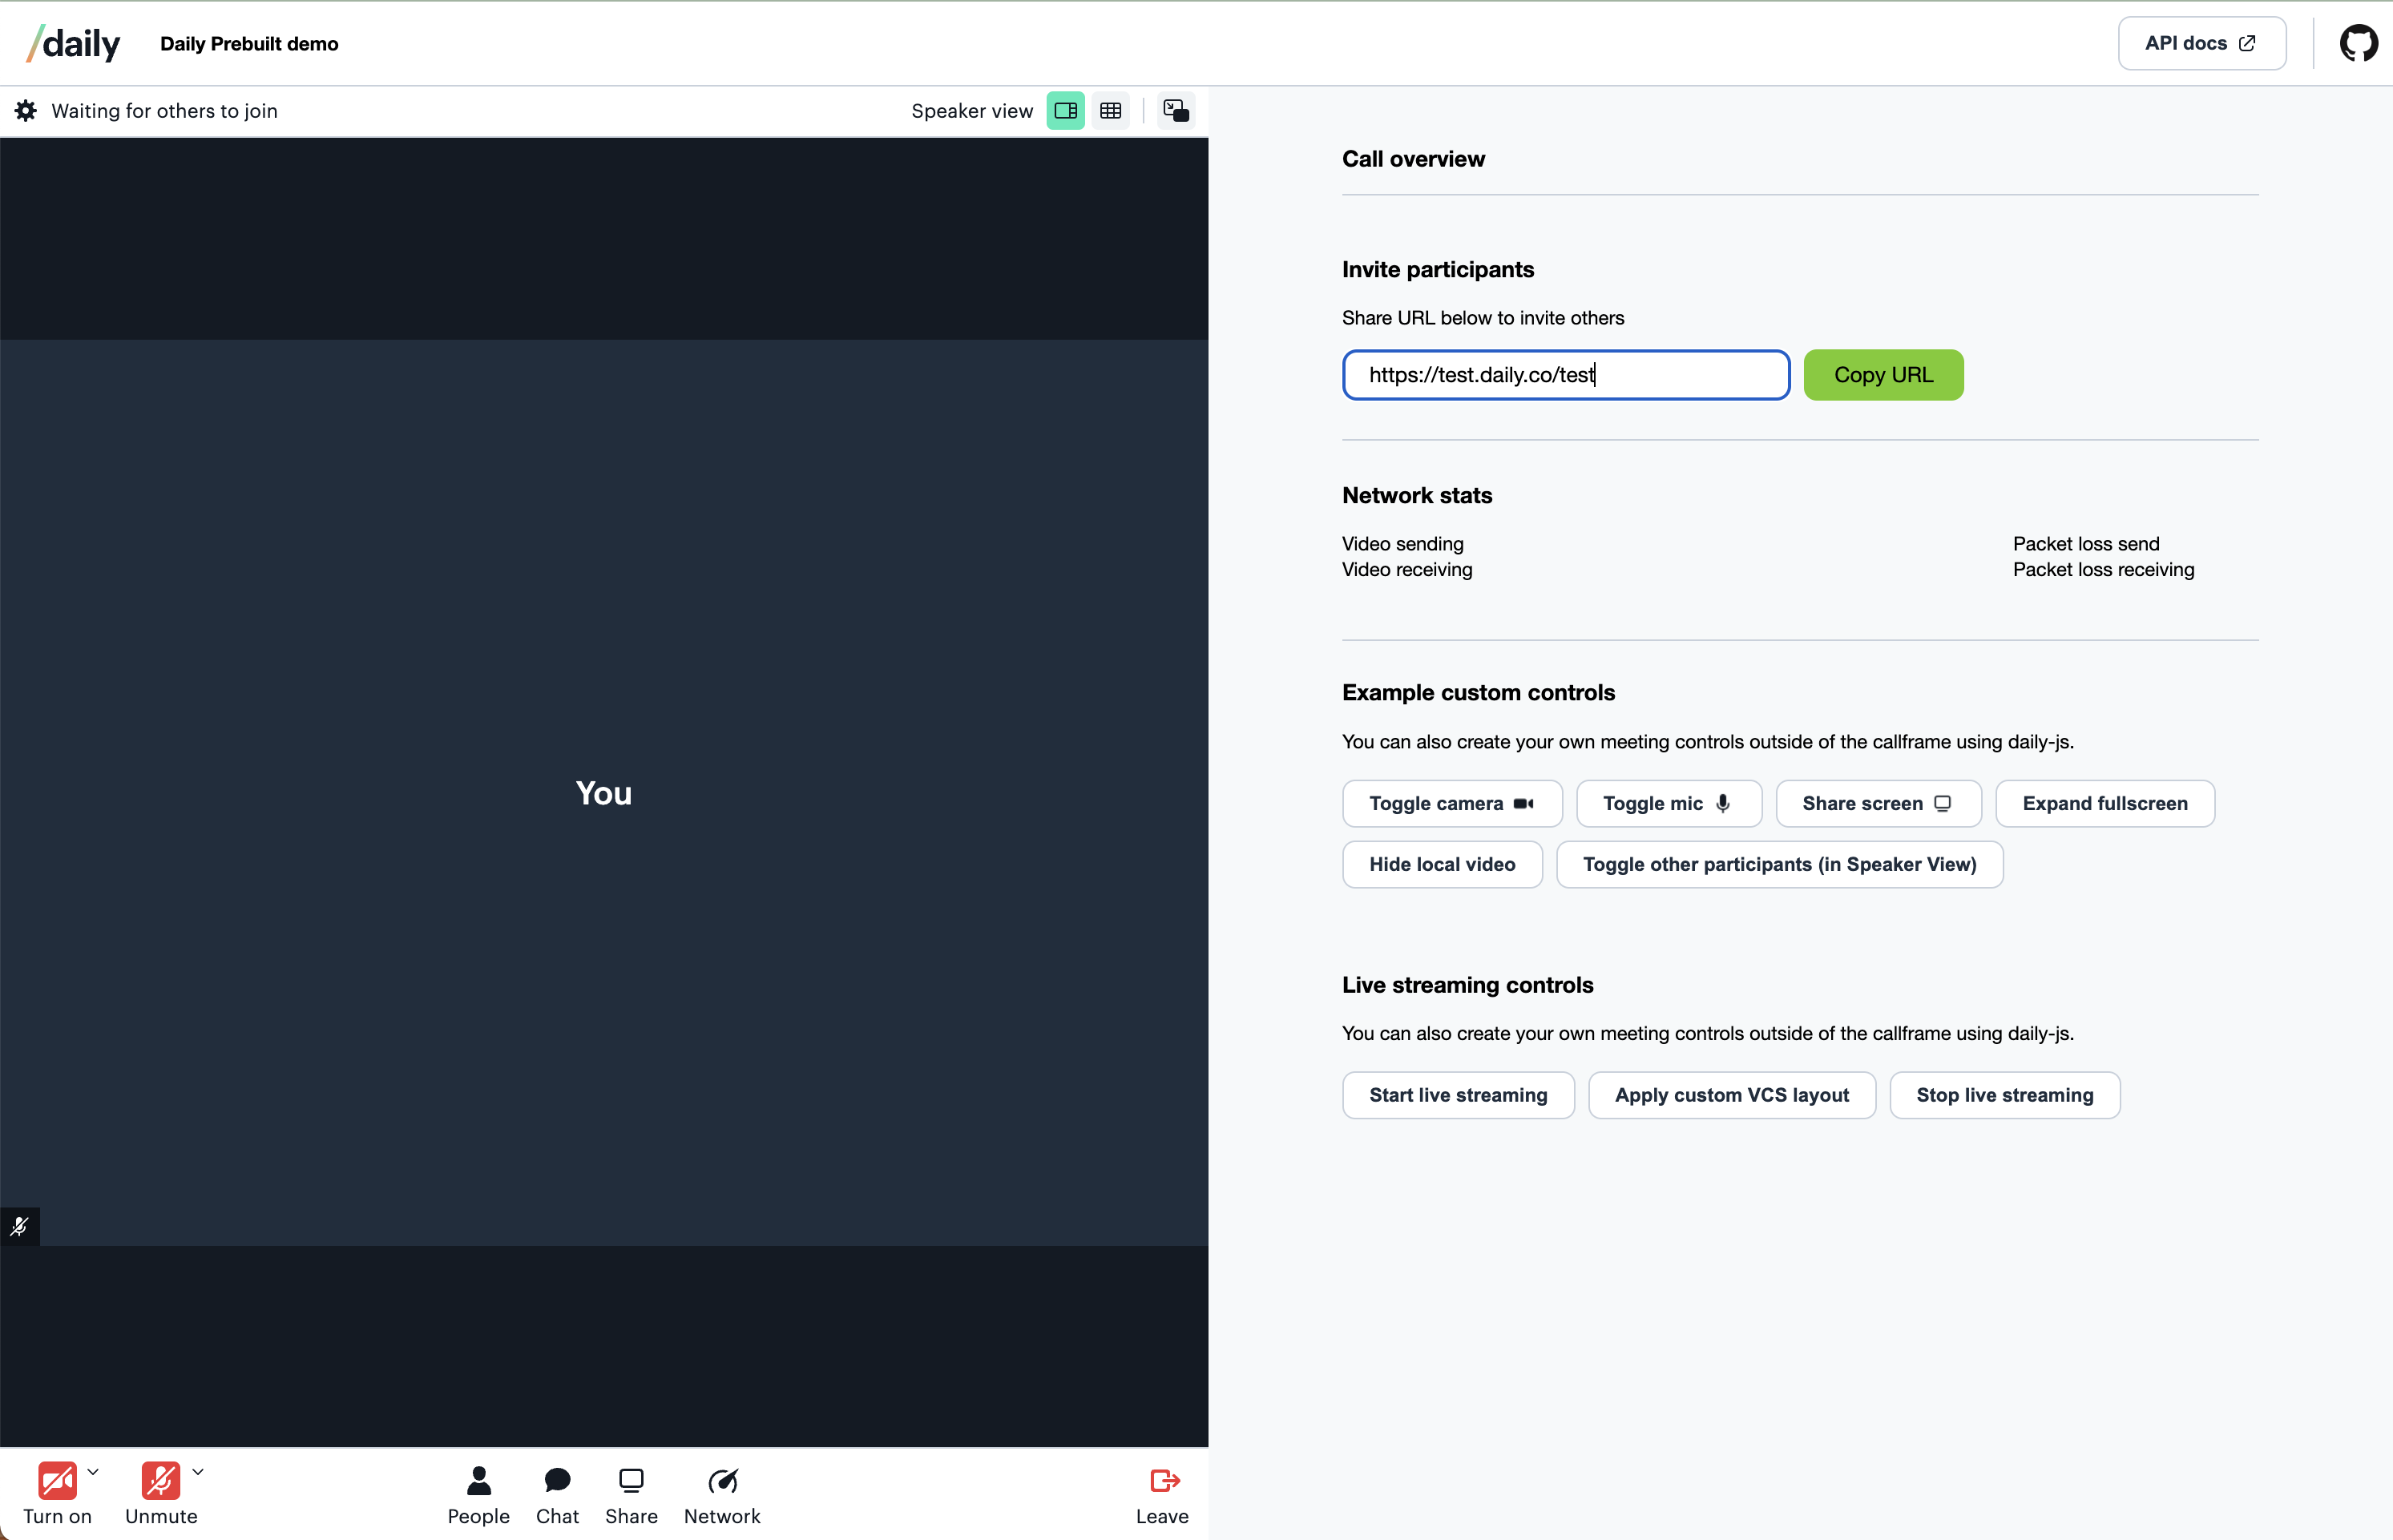 /daily
Daily Prebuilt demo
API docs
Waiting for others to join
Speaker view
You
Turn on
Unmute
People
Chat
Share
Network
Leave
Call overview
Invite participants
Share URL below to invite others
https://test.daily.co/test
Copy URL
Network stats
Video sending
Packet loss send
Video receiving
Packet loss receiving
Example custom controls
You can also create your own meeting controls outside of the callframe using daily-js.
Toggle camera
Toggle mic
Share screen
Expand fullscreen
Hide local video
Toggle other participants (in Speaker View)
Live streaming controls
You can also create your own meeting controls outside of the callframe using daily-js.
Start live streaming
Apply custom VCS layout
Stop live streaming